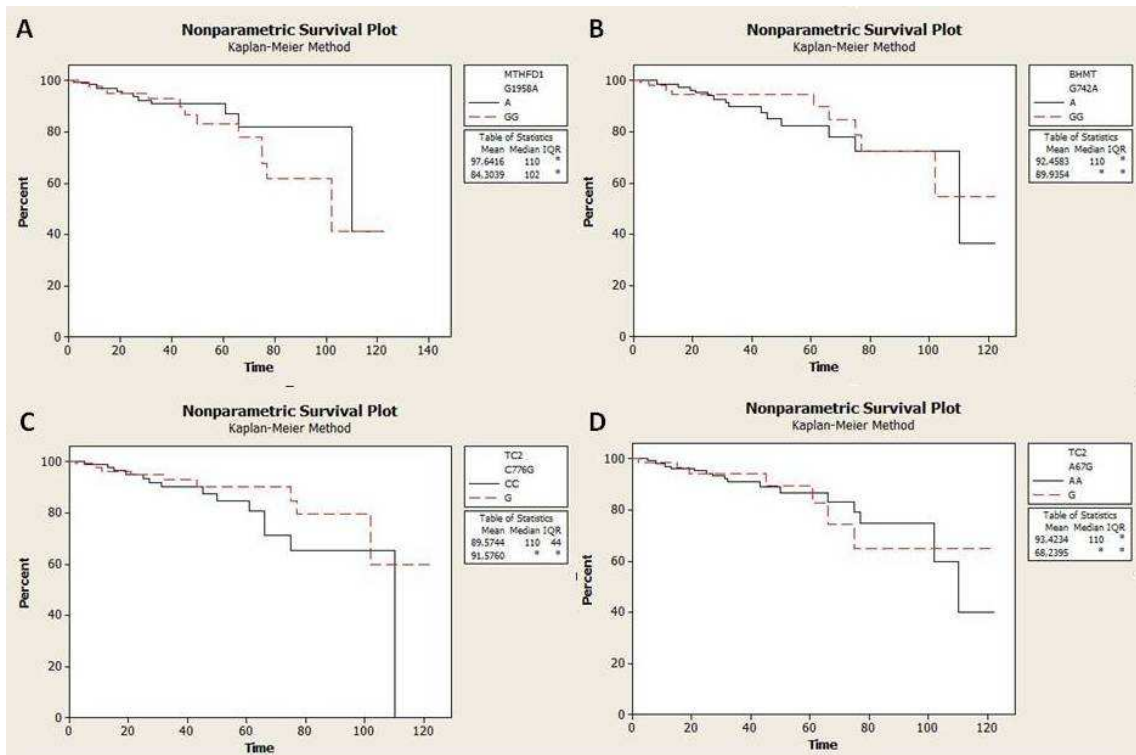 A
Nonparametric Survival Plot
Kaplan-Meier Method
Percent
100
80
60
40
20
0
0 20 40 60 80 100 120 140
Time
MTHFD1
G1958A
A
GG
Table of Statistics
Mean Median IQR
97.6416 110 *
84.3039 102 *
B
Nonparametric Survival Plot
Kaplan-Meier Method
Percent
100
80
60
40
20
0
0 20 40 60 80 100 120
Time
BHMT
G742A
A
GG
Table of Statistics
Mean Median IQR
92.4583 110 *
89.9354 * *
C
Nonparametric Survival Plot
Kaplan-Meier Method
Percent
100
80
60
40
20
0
0 20 40 60 80 100 120
Time
TC2
C776G
CC
G
Table of Statistics
Mean Median IQR
89.5744 110 44
91.5760 * *
D
Nonparametric Survival Plot
Kaplan-Meier Method
Percent
100
80
60
40
20
0
0 20 40 60 80 100 120
Time
TC2
A67G
AA
G
Table of Statistics
Mean Median IQR
93.4234 110 *
68.2395 * *